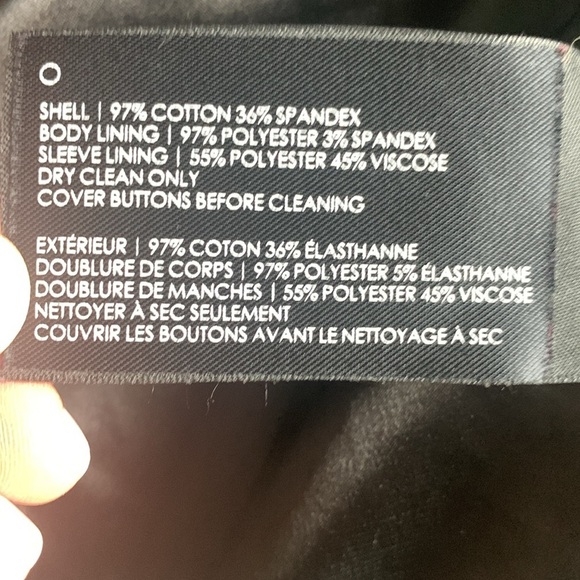 O
SHELL | 97% COTTON 36% SPANDEX
BODY LINING | 97% POLYESTER 3% SPANDEX
SLEEVE LINING | 55% POLYESTER 45% VISCOSE
DRY CLEAN ONLY
COVER BUTTONS BEFORE CLEANING
EXTÉRIEUR | 97% COTON 36% ÉLASTHANNE
DOUBLURE DE CORPS | 97% POLYESTER 5% ÉLASTHANNE
DOUBLURE DE MANCHES | 55% POLYESTER 45% VISCOSE
NETTOYER À SEC SEULEMENT
COUVRIR LES BOUTONS AVANT LE NETTOYAGE À SEC